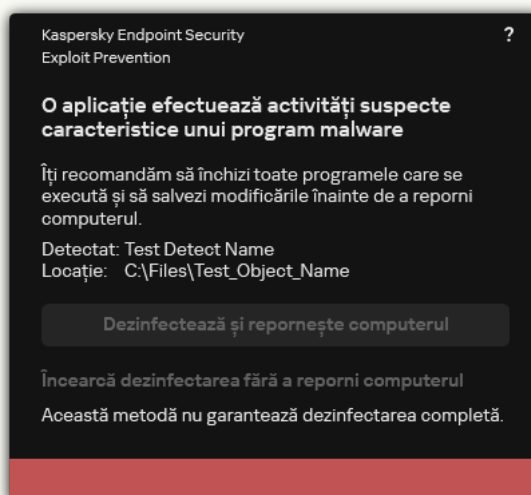 Kaspersky Endpoint Security
?
Exploit Prevention
O aplicație efectuează activități suspecte
caracteristice unui program malware
Îți recomandăm să închizi toate programele care se
execută și să salvezi modificările înainte de a reporni
computerul.
Detectat: Test Detect Name
Locație: C:\Files\Test_Object_Name
Dezinfectează și repornește computerul
Încearcă dezinfectarea fără a reporni computerul
Această metodă nu garantează dezinfectarea completă.